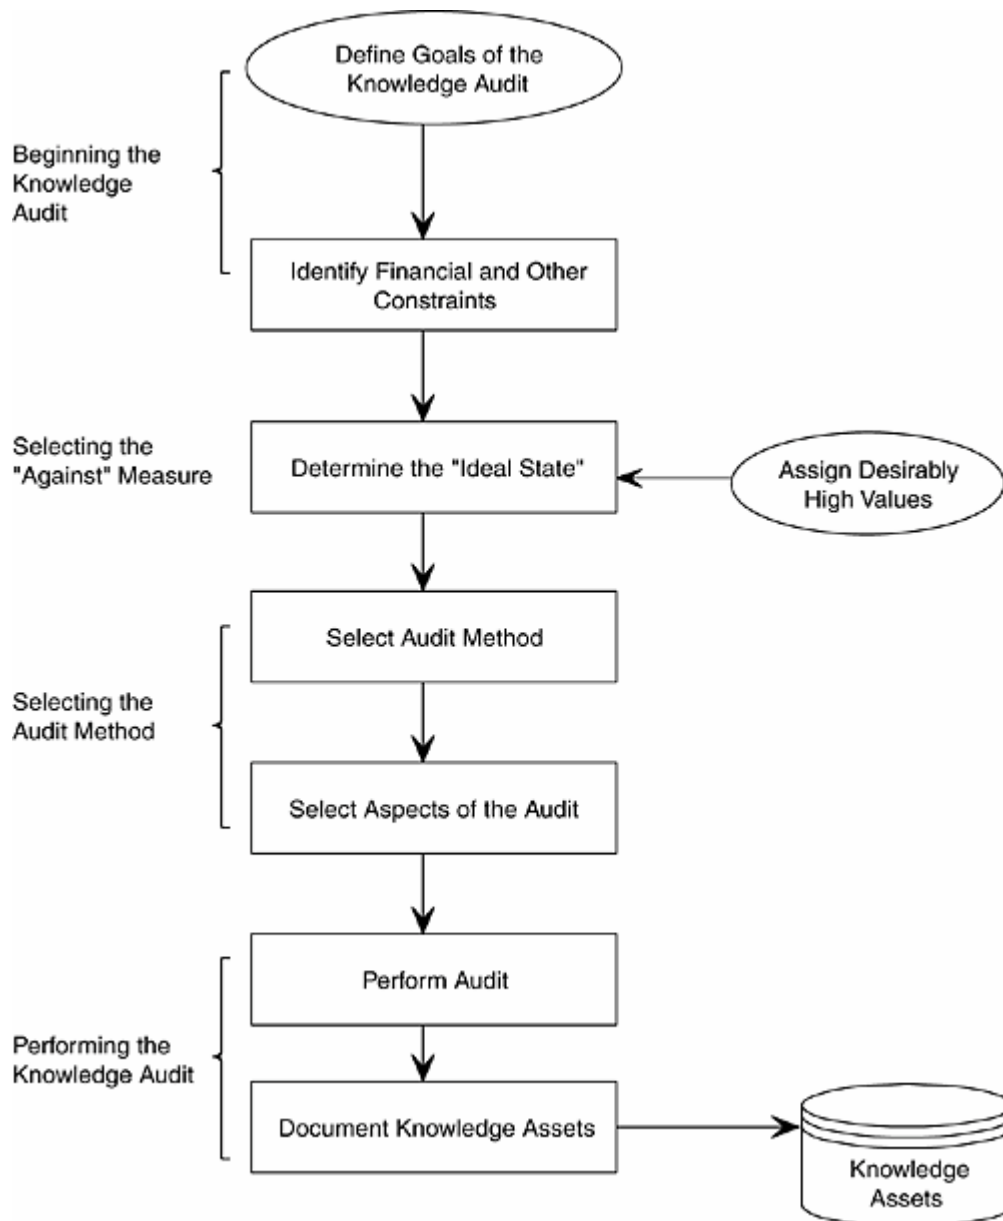 Define Goals of the
Knowledge Audit
Beginning the
Knowledge
Audit
Identify Financial and Other
Constraints
Selecting the
"Against" Measure
Determine the "Ideal State"
Assign Desirably
High Values
Select Audit Method
Selecting the
Audit Method
Select Aspects of the Audit
Perform Audit
Performing the
Knowledge Audit
Document Knowledge Assets
Knowledge
Assets